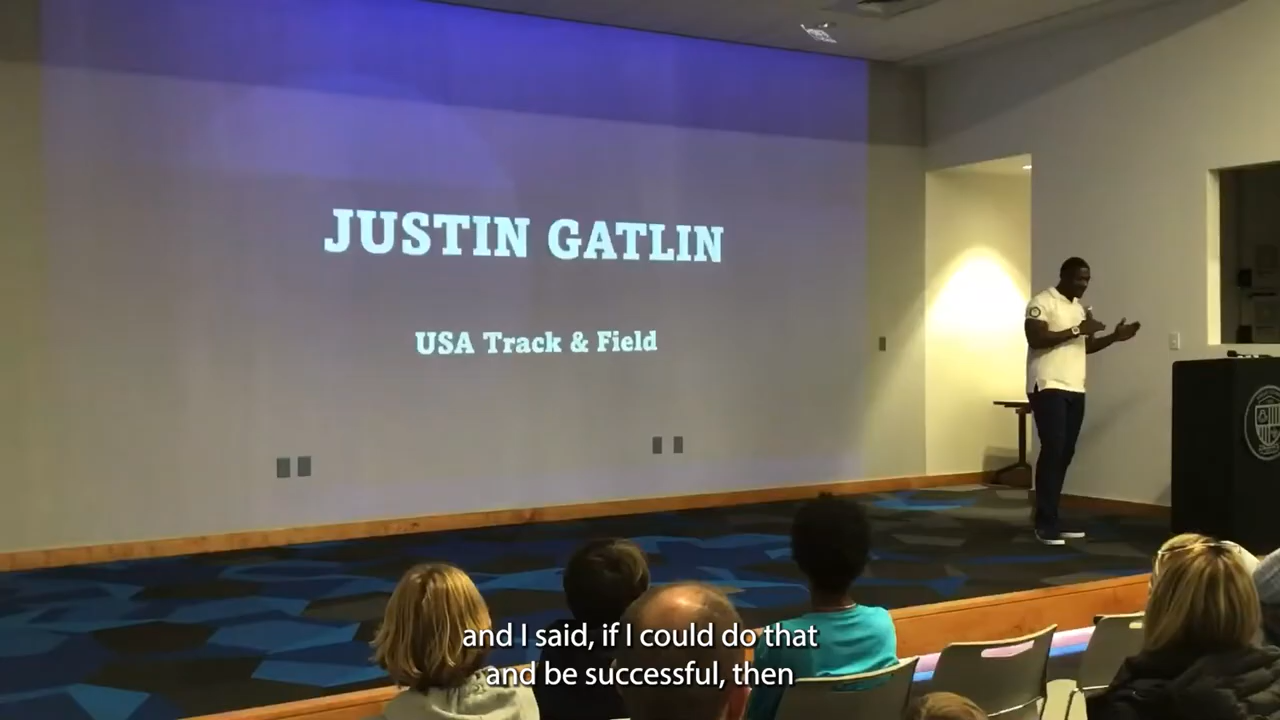 JUSTIN GATLIN
USA Track & Field
and I said, if I could do that
and be successful, then